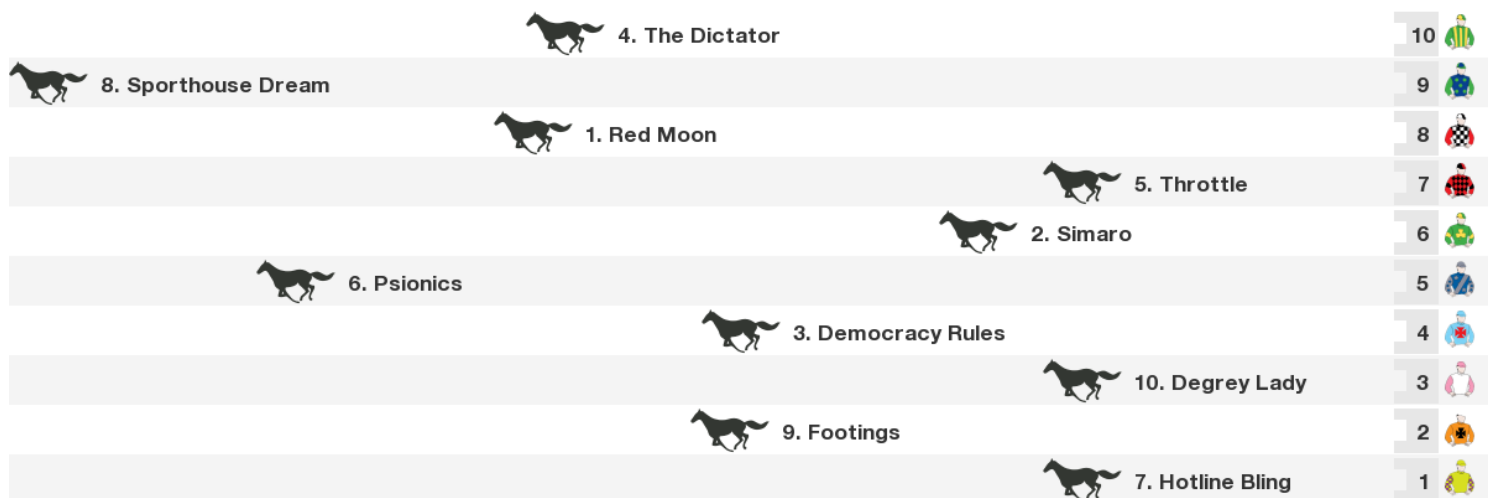 4. The Dictator 10
8. Sporthouse Dream 9
1. Red Moon 8
5. Throttle 7
2. Simaro 6
6. Psionics 5
3. Democracy Rules 4
10. Degrey Lady 3
9. Footings 2
7. Hotline Bling 1